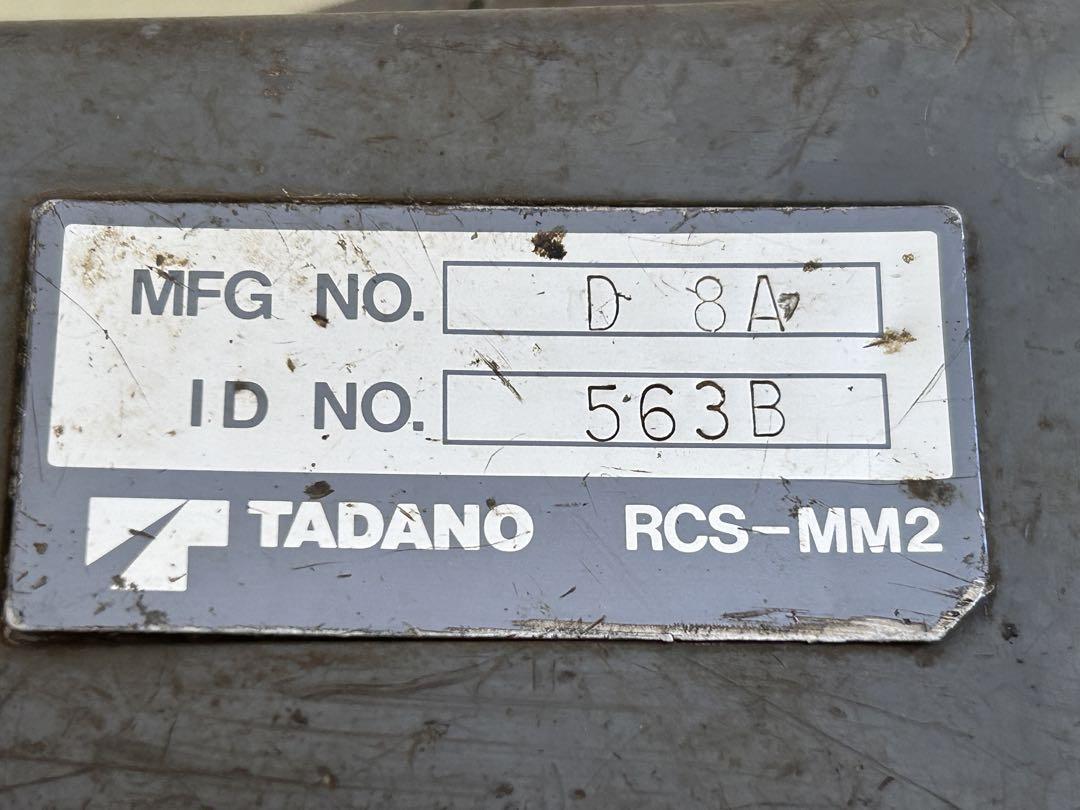 MFG NO. D 8A
ID NO. 563B
TADANO RCS-MM2